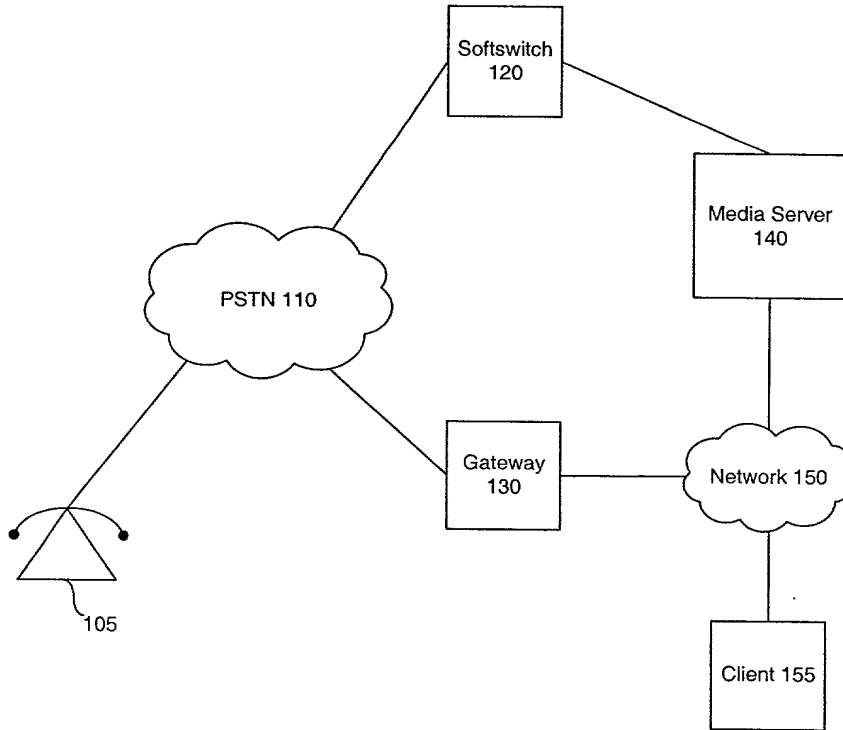 Softswitch
120
Media Server
140
PSTN 110
Gateway
130
Network 150
105
Client 155